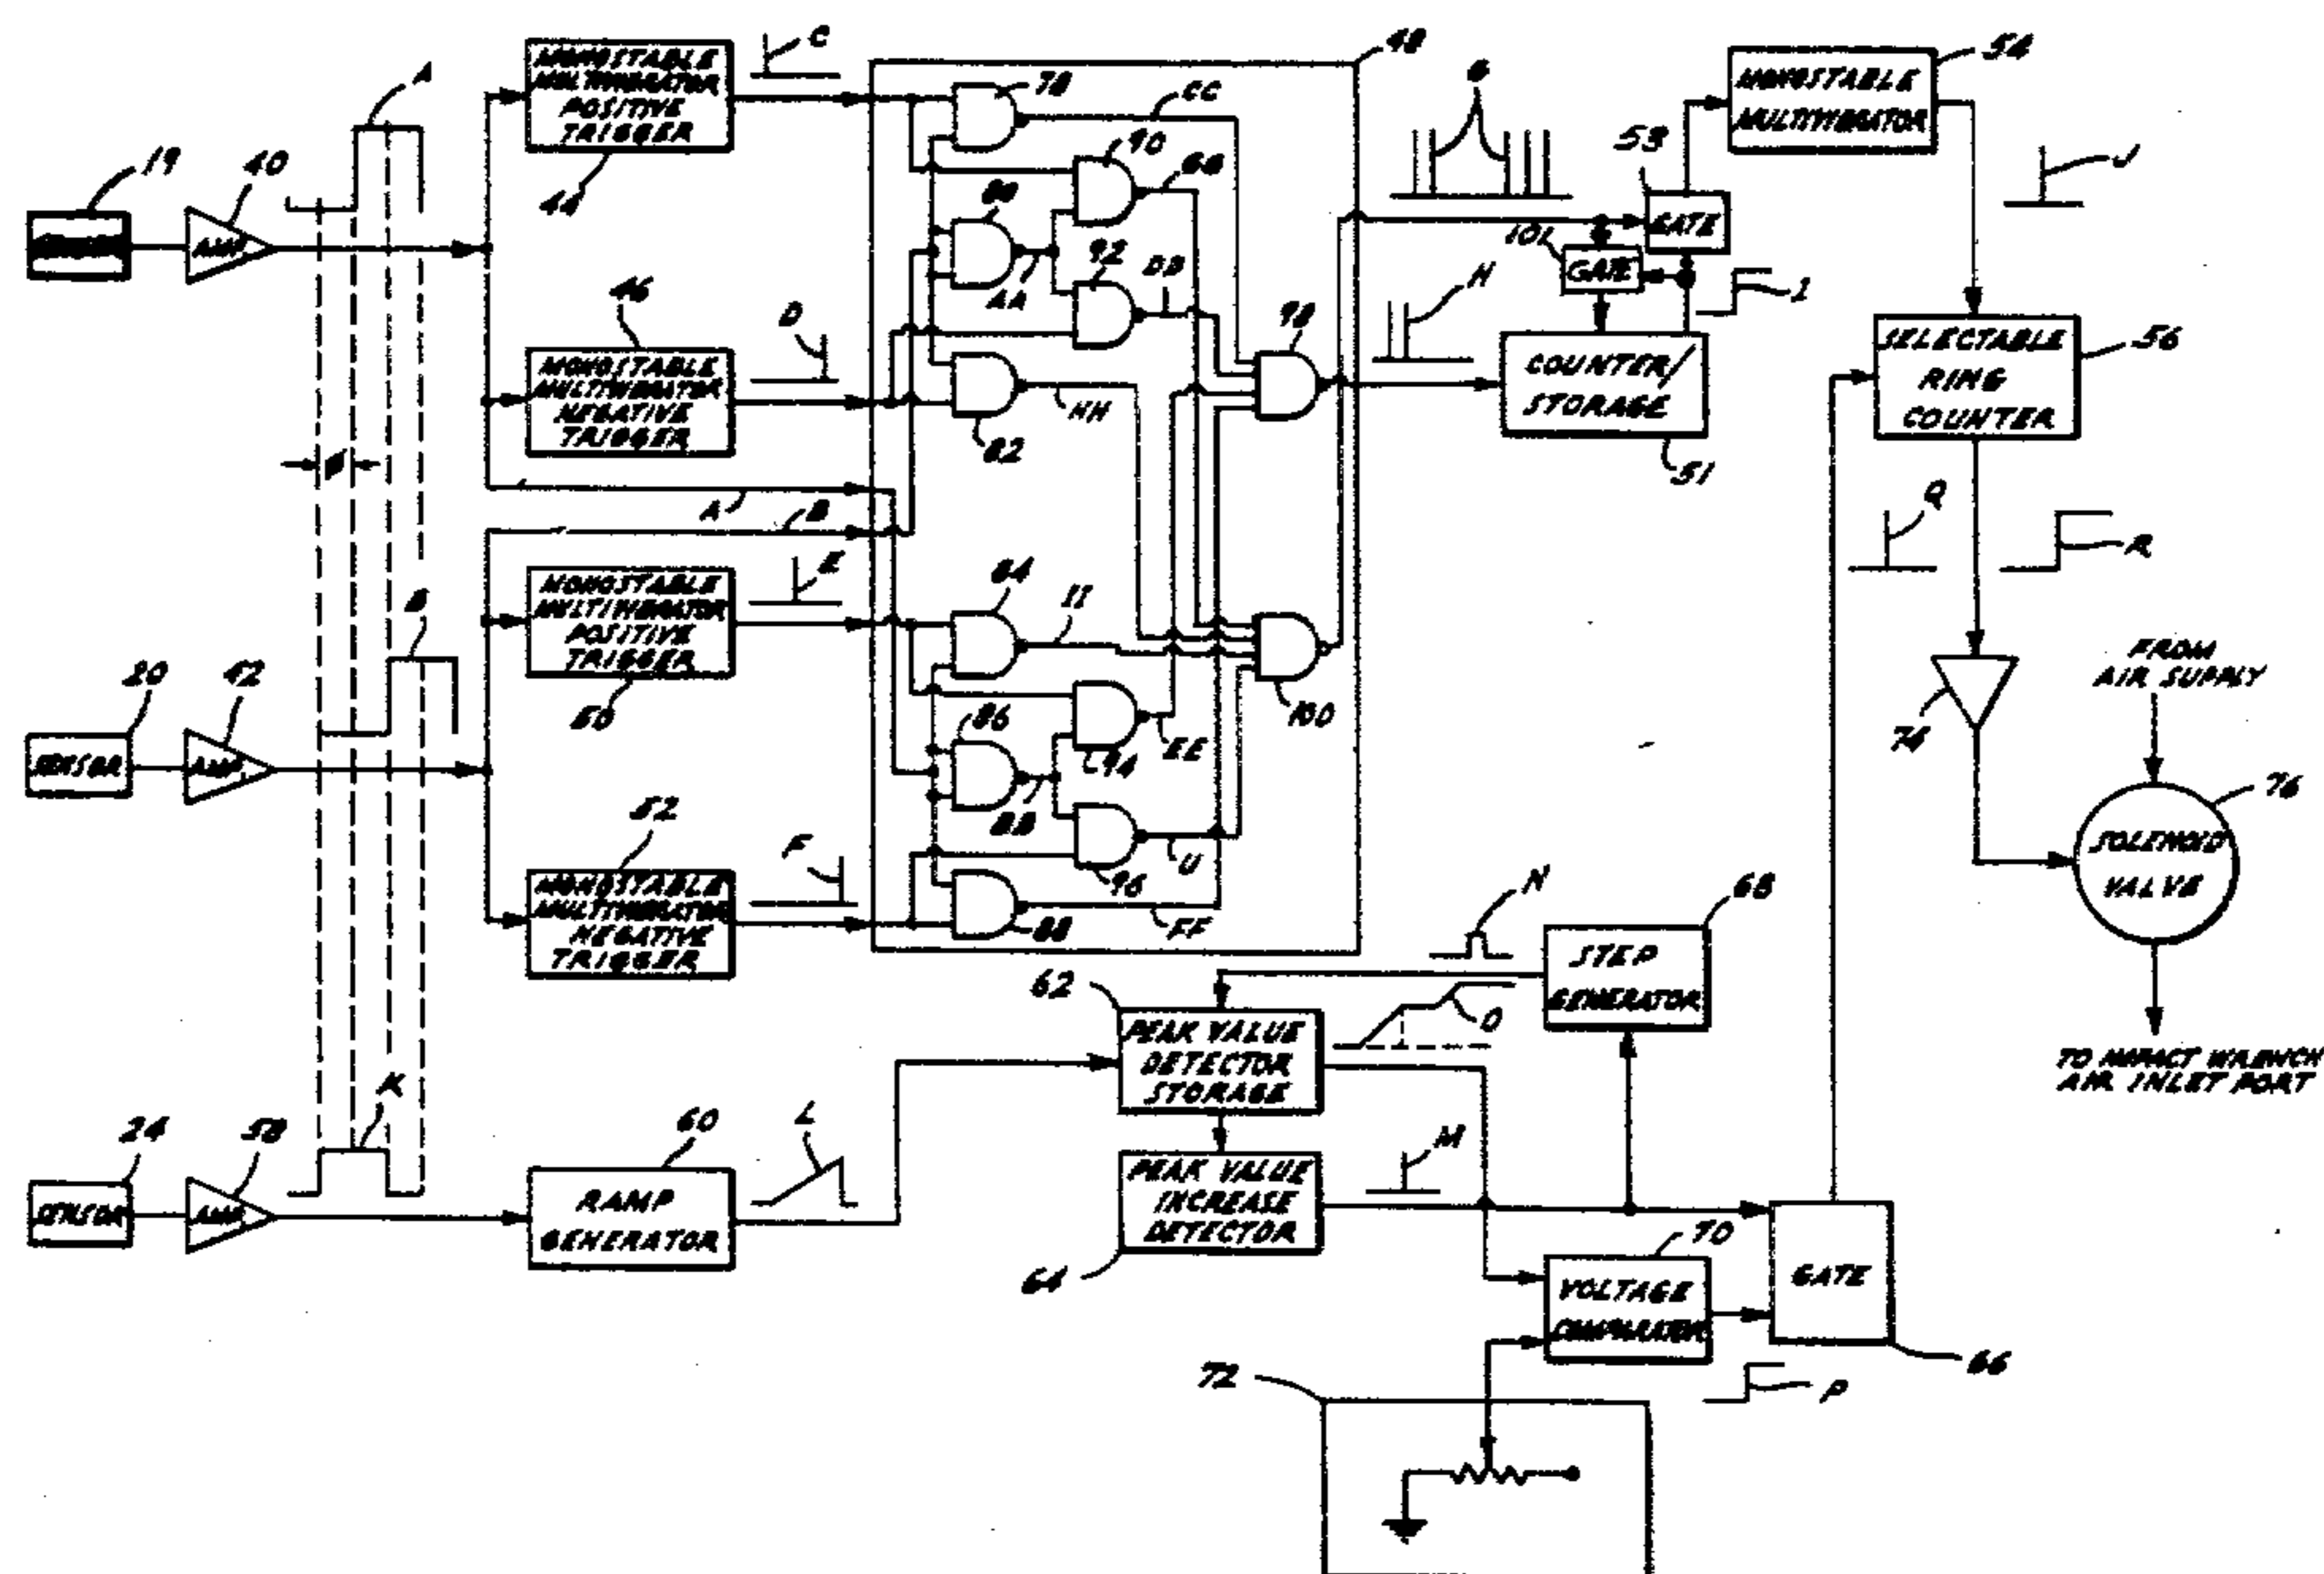 MONOSTABLE
MULTIVIBRATOR
POSITIVE
TRIGGER
44
C
A
19
40
AMP
MONOSTABLE
MULTIVIBRATOR
NEGATIVE
TRIGGER
46
D
A
B
MONOSTABLE
MULTIVIBRATOR
POSITIVE
TRIGGER
50
E
B
20
SENSOR
42
AMP
52
MONOSTABLE
MULTIVIBRATOR
NEGATIVE
TRIGGER
F
K
24
SENSOR
58
AMP
60
RAMP
GENERATOR
L
48
78
CC
90
GG
80
AA
92
DD
82
HH
98
84
II
86
BB
94
EE
100
96
U
88
FF
G
H
53
GATE
102
GATE
I
COUNTER/
STORAGE
51
54
MONOSTABLE
MULTIVIBRATOR
J
SELECTABLE
RING
COUNTER
56
Q
R
74
FROM
AIR SUPPLY
76
SOLENOID
VALVE
TO IMPACT WRENCH
AIR INLET PORT
N
68
STEP
GENERATOR
62
PEAK VALUE
DETECTOR
STORAGE
O
M
PEAK VALUE
INCREASE
DETECTOR
64
70
VOLTAGE
COMPARATOR
GATE
66
P
72